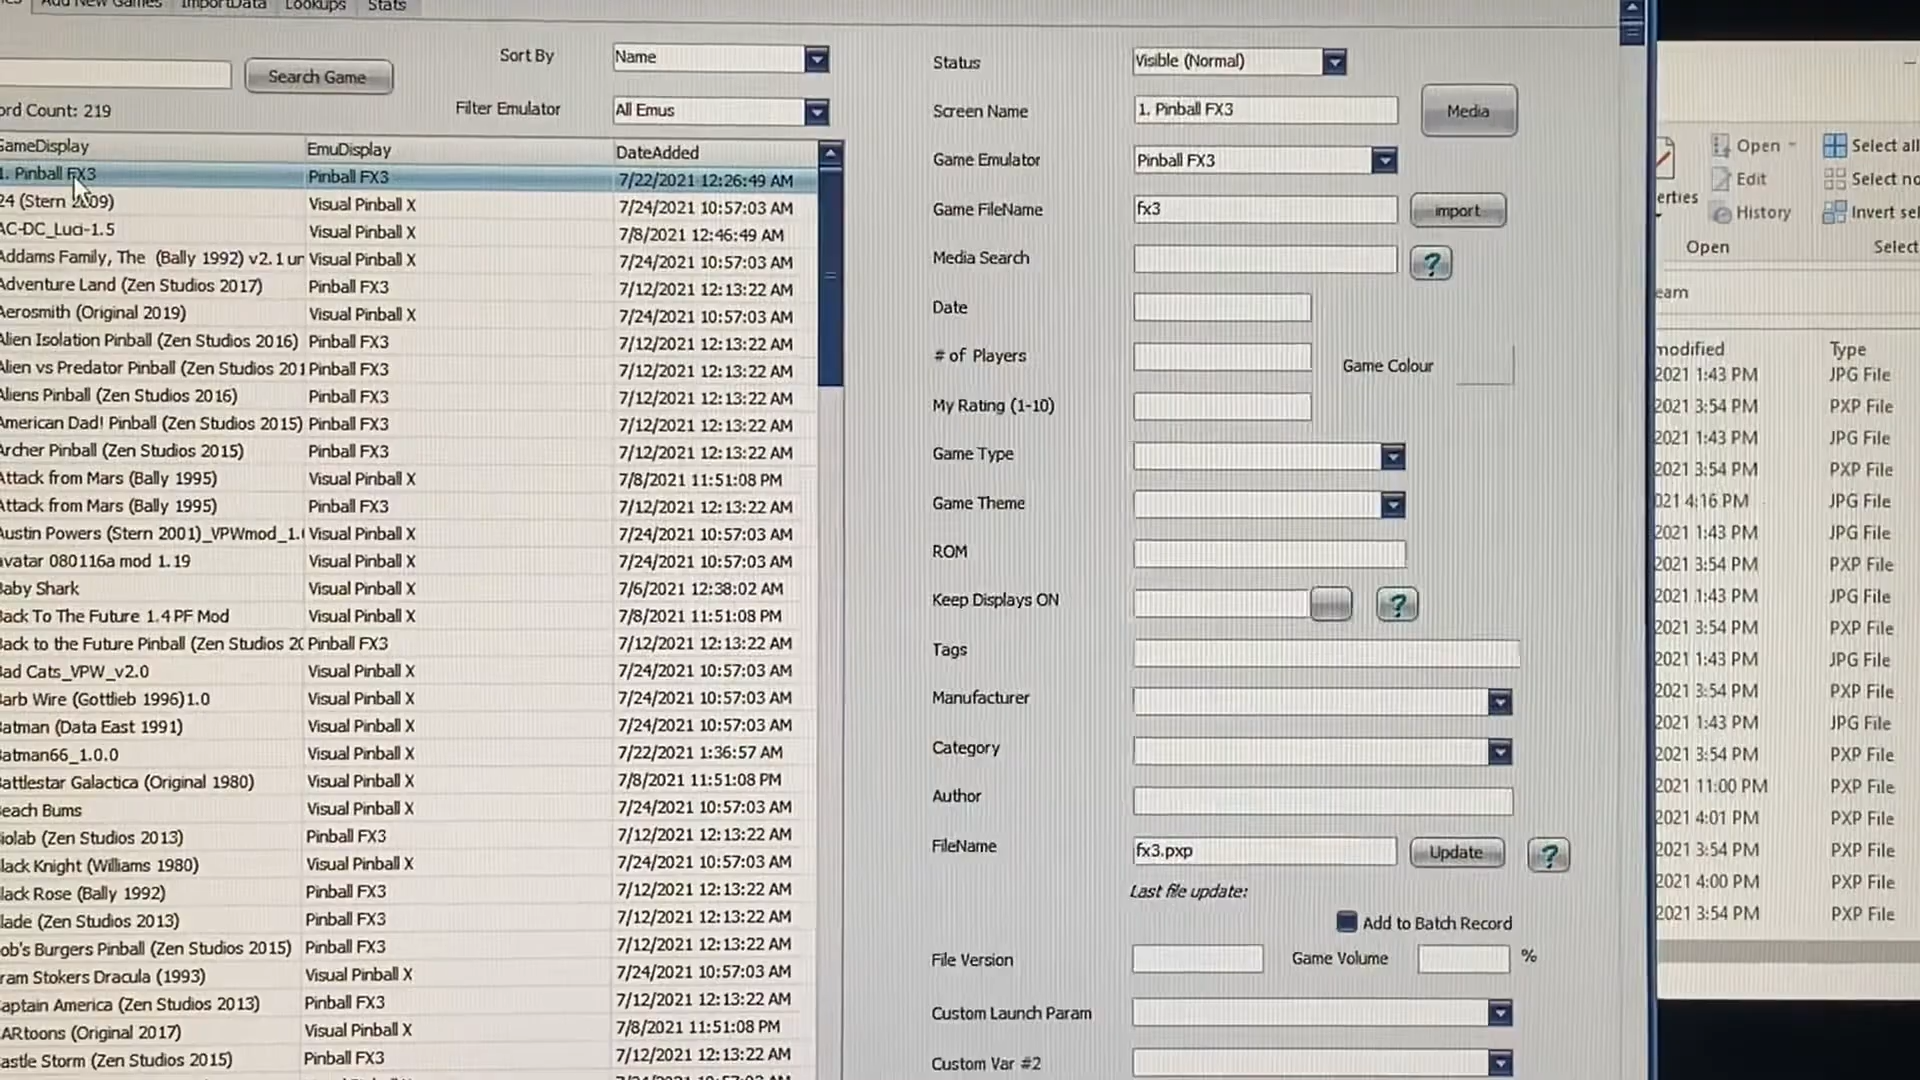 Add New Games ImportData Lookups Stats
Sort By Name
Search Game
ord Count: 219
Filter Emulator All Emus
GameDisplay EmuDisplay DateAdded
1. Pinball FX3 Pinball FX3 7/22/2021 12:26:49 AM
24 (Stern 2009) Visual Pinball X 7/24/2021 10:57:03 AM
AC-DC_Luci-1.5 Visual Pinball X 7/8/2021 12:46:49 AM
Addams Family, The (Bally 1992) v2.1 ur Visual Pinball X 7/24/2021 10:57:03 AM
Adventure Land (Zen Studios 2017) Pinball FX3 7/12/2021 12:13:22 AM
Aerosmith (Original 2019) Visual Pinball X 7/24/2021 10:57:03 AM
Alien Isolation Pinball (Zen Studios 2016) Pinball FX3 7/12/2021 12:13:22 AM
Alien vs Predator Pinball (Zen Studios 201 Pinball FX3 7/12/2021 12:13:22 AM
Aliens Pinball (Zen Studios 2016) Pinball FX3 7/12/2021 12:13:22 AM
American Dad! Pinball (Zen Studios 2015) Pinball FX3 7/12/2021 12:13:22 AM
Archer Pinball (Zen Studios 2015) Pinball FX3 7/12/2021 12:13:22 AM
Attack from Mars (Bally 1995) Visual Pinball X 7/8/2021 11:51:08 PM
Attack from Mars (Bally 1995) Pinball FX3 7/12/2021 12:13:22 AM
Austin Powers (Stern 2001)_VPWmod_1.( Visual Pinball X 7/24/2021 10:57:03 AM
avatar 080116a mod 1.19 Visual Pinball X 7/24/2021 10:57:03 AM
Baby Shark Visual Pinball X 7/6/2021 12:38:02 AM
Back To The Future 1.4 PF Mod Visual Pinball X 7/8/2021 11:51:08 PM
Back to the Future Pinball (Zen Studios 20 Pinball FX3 7/12/2021 12:13:22 AM
Bad Cats_VPW_v2.0 Visual Pinball X 7/24/2021 10:57:03 AM
Barb Wire (Gottlieb 1996)1.0 Visual Pinball X 7/24/2021 10:57:03 AM
Batman (Data East 1991) Visual Pinball X 7/24/2021 10:57:03 AM
Batman66_1.0.0 Visual Pinball X 7/22/2021 1:36:57 AM
Battlestar Galactica (Original 1980) Visual Pinball X 7/8/2021 11:51:08 PM
Beach Bums Visual Pinball X 7/24/2021 10:57:03 AM
iolab (Zen Studios 2013) Pinball FX3 7/12/2021 12:13:22 AM
lack Knight (Williams 1980) Visual Pinball X 7/24/2021 10:57:03 AM
lack Rose (Bally 1992) Pinball FX3 7/12/2021 12:13:22 AM
lade (Zen Studios 2013) Pinball FX3 7/12/2021 12:13:22 AM
ob's Burgers Pinball (Zen Studios 2015) Pinball FX3 7/12/2021 12:13:22 AM
ram Stokers Dracula (1993) Visual Pinball X 7/24/2021 10:57:03 AM
aptain America (Zen Studios 2013) Pinball FX3 7/12/2021 12:13:22 AM
ARtoons (Original 2017) Visual Pinball X 7/8/2021 11:51:08 PM
astle Storm (Zen Studios 2015) Pinball FX3 7/12/2021 12:13:22 AM
Status Visible (Normal)
Screen Name 1. Pinball FX3 Media
Game Emulator Pinball FX3
Game FileName fx3 import
Media Search ?
Date
# of Players Game Colour
My Rating (1-10)
Game Type
Game Theme
ROM
Keep Displays ON ?
Tags
Manufacturer
Category
Author
FileName fx3.pxp Update ?
Last file update:
Add to Batch Record
File Version Game Volume %
Custom Launch Param
Custom Var #2
Open Select all
Edit Select no
erties History Invert sel
Open Select
eam
modified Type
2021 1:43 PM JPG File
2021 3:54 PM PXP File
2021 1:43 PM JPG File
2021 3:54 PM PXP File
021 4:16 PM JPG File
2021 1:43 PM JPG File
2021 3:54 PM PXP File
2021 1:43 PM JPG File
2021 3:54 PM PXP File
2021 1:43 PM JPG File
2021 3:54 PM PXP File
2021 1:43 PM JPG File
2021 3:54 PM PXP File
2021 11:00 PM PXP File
2021 4:01 PM PXP File
2021 3:54 PM PXP File
2021 4:00 PM PXP File
2021 3:54 PM PXP File